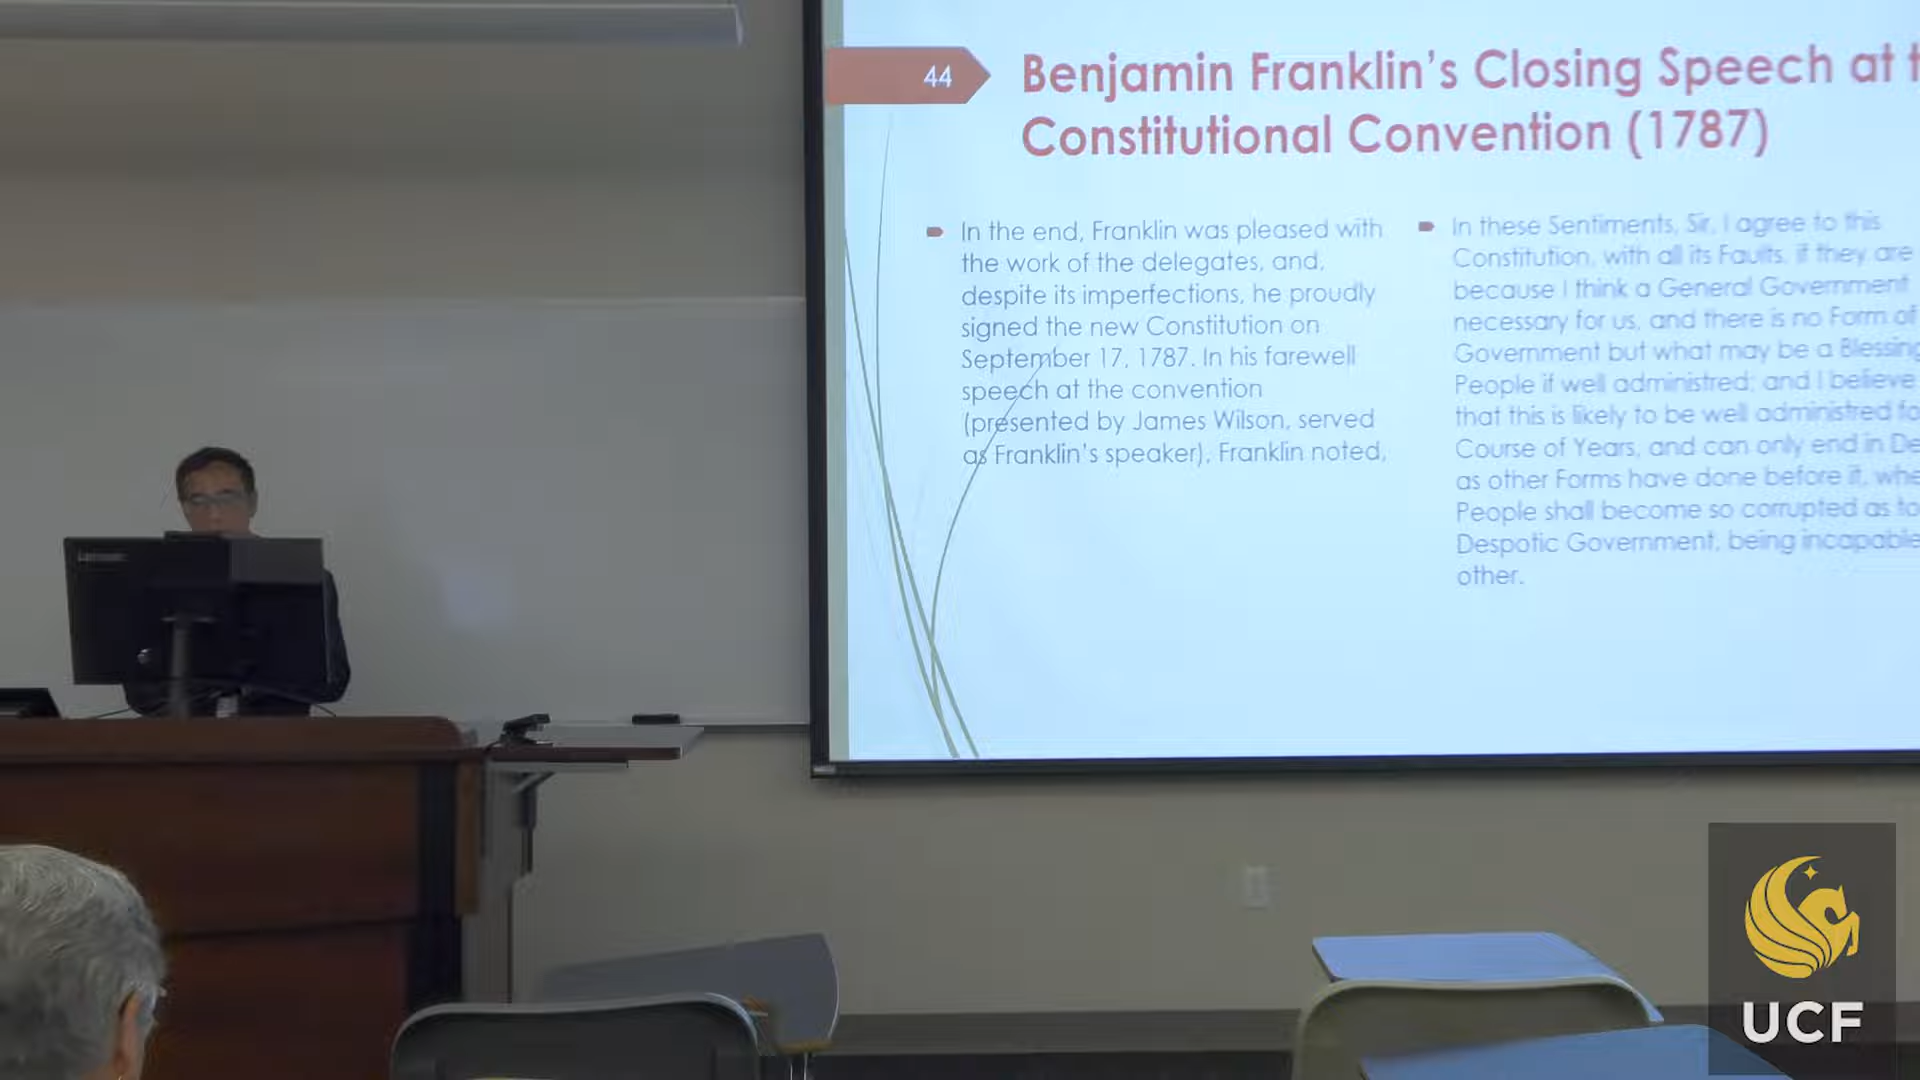 44
Benjamin Franklin's Closing Speech at
Constitutional Convention (1787)
In the end, Franklin was pleased with
the work of the delegates, and,
despite its imperfections, he proudly
signed the new Constitution on
September 17, 1787. In his farewell
speech at the convention
(presented by James Wilson, served
as Franklin's speaker), Franklin noted,
In these Sentiments, Sir, I agree to this
Constitution, with all its Faults, if they are
because I think a General Government
necessary for us, and there is no Form of
Government but what may be a Blessing
People if well administred; and I believe
that this is likely to be well administred
Course of Years, and can only end in
as other Forms have done before it,
People shall become so corrupted as to
Despotic Government, being incapable
other.
Lenovo
UCF